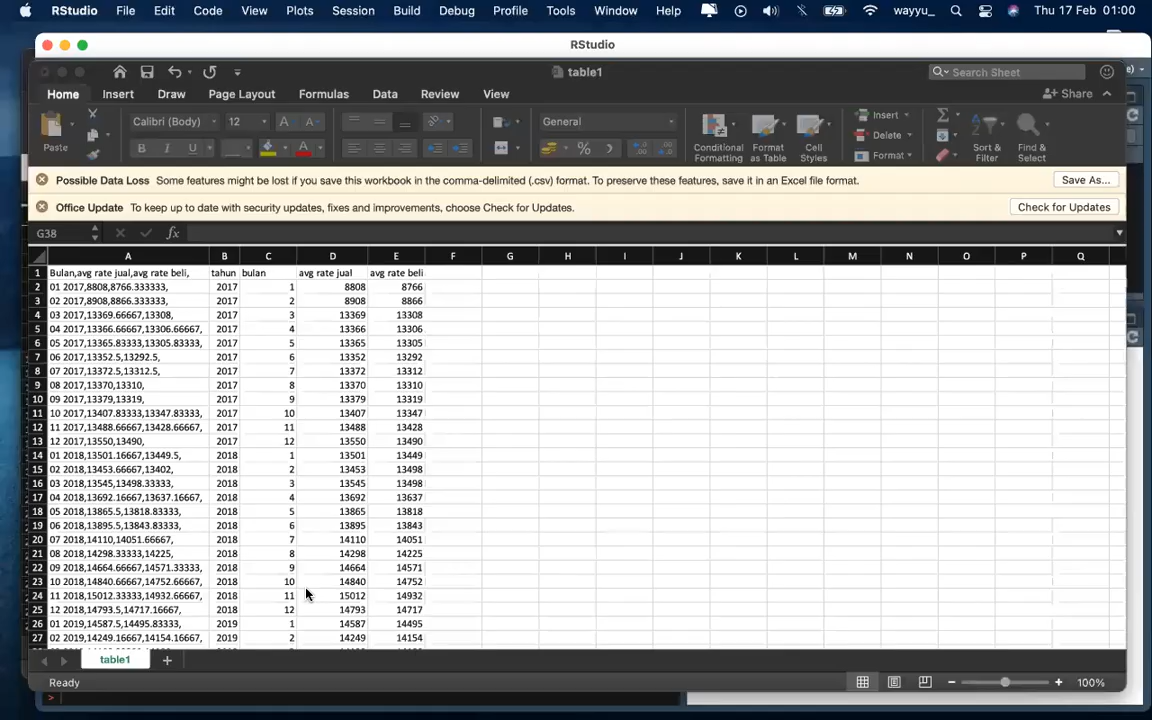 RStudio File Edit Code View Plots Session Build Debug Profile Tools Window Help wayyu_ Thu 17 Feb 01:00
RStudio
table1 Search Sheet
Home Insert Draw Page Layout Formulas Data Review View Share
Calibri (Body) 12 General Insert
Delete
Paste B I U Conditional Formatting Format as Table Cell Styles Format Sort & Filter Find & Select
Possible Data Loss Some features might be lost if you save this workbook in the comma-delimited (.csv) format. To preserve these features, save it in an Excel file format. Save As...
Office Update To keep up to date with security updates, fixes and improvements, choose Check for Updates. Check for Updates
G38 fx
A B C D E F G H I J K L M N O P Q
1 Bulan,avg rate jual,avg rate beli, tahun bulan avg rate jual avg rate beli
2 01 2017,8808,8766.333333, 2017 1 8808 8766
3 02 2017,8908,8866.333333, 2017 2 8908 8866
4 03 2017,13369.66667,13308, 2017 3 13369 13308
5 04 2017,13366.66667,13306.66667, 2017 4 13366 13306
6 05 2017,13365.83333,13305.83333, 2017 5 13365 13305
7 06 2017,13352.5,13292.5, 2017 6 13352 13292
8 07 2017,13372.5,13312.5, 2017 7 13372 13312
9 08 2017,13370,13310, 2017 8 13370 13310
10 09 2017,13379,13319, 2017 9 13379 13319
11 10 2017,13407.83333,13347.83333, 2017 10 13407 13347
12 11 2017,13488.66667,13428.66667, 2017 11 13488 13428
13 12 2017,13550,13490, 2017 12 13550 13490
14 01 2018,13501.16667,13449.5, 2018 1 13501 13449
15 02 2018,13453.66667,13402, 2018 2 13453 13498
16 03 2018,13545,13498.33333, 2018 3 13545 13498
17 04 2018,13692.16667,13637.16667, 2018 4 13692 13637
18 05 2018,13865.5,13818.83333, 2018 5 13865 13818
19 06 2018,13895.5,13843.83333, 2018 6 13895 13843
20 07 2018,14110,14051.66667, 2018 7 14110 14051
21 08 2018,14298.33333,14225, 2018 8 14298 14225
22 09 2018,14664.66667,14571.33333, 2018 9 14664 14571
23 10 2018,14840.66667,14752.66667, 2018 10 14840 14752
24 11 2018,15012.33333,14932.66667, 2018 11 15012 14932
25 12 2018,14793.5,14717.16667, 2018 12 14793 14717
26 01 2019,14587.5,14495.83333, 2019 1 14587 14495
27 02 2019,14249.16667,14154.16667, 2019 2 14249 14154
table1
Ready 100%